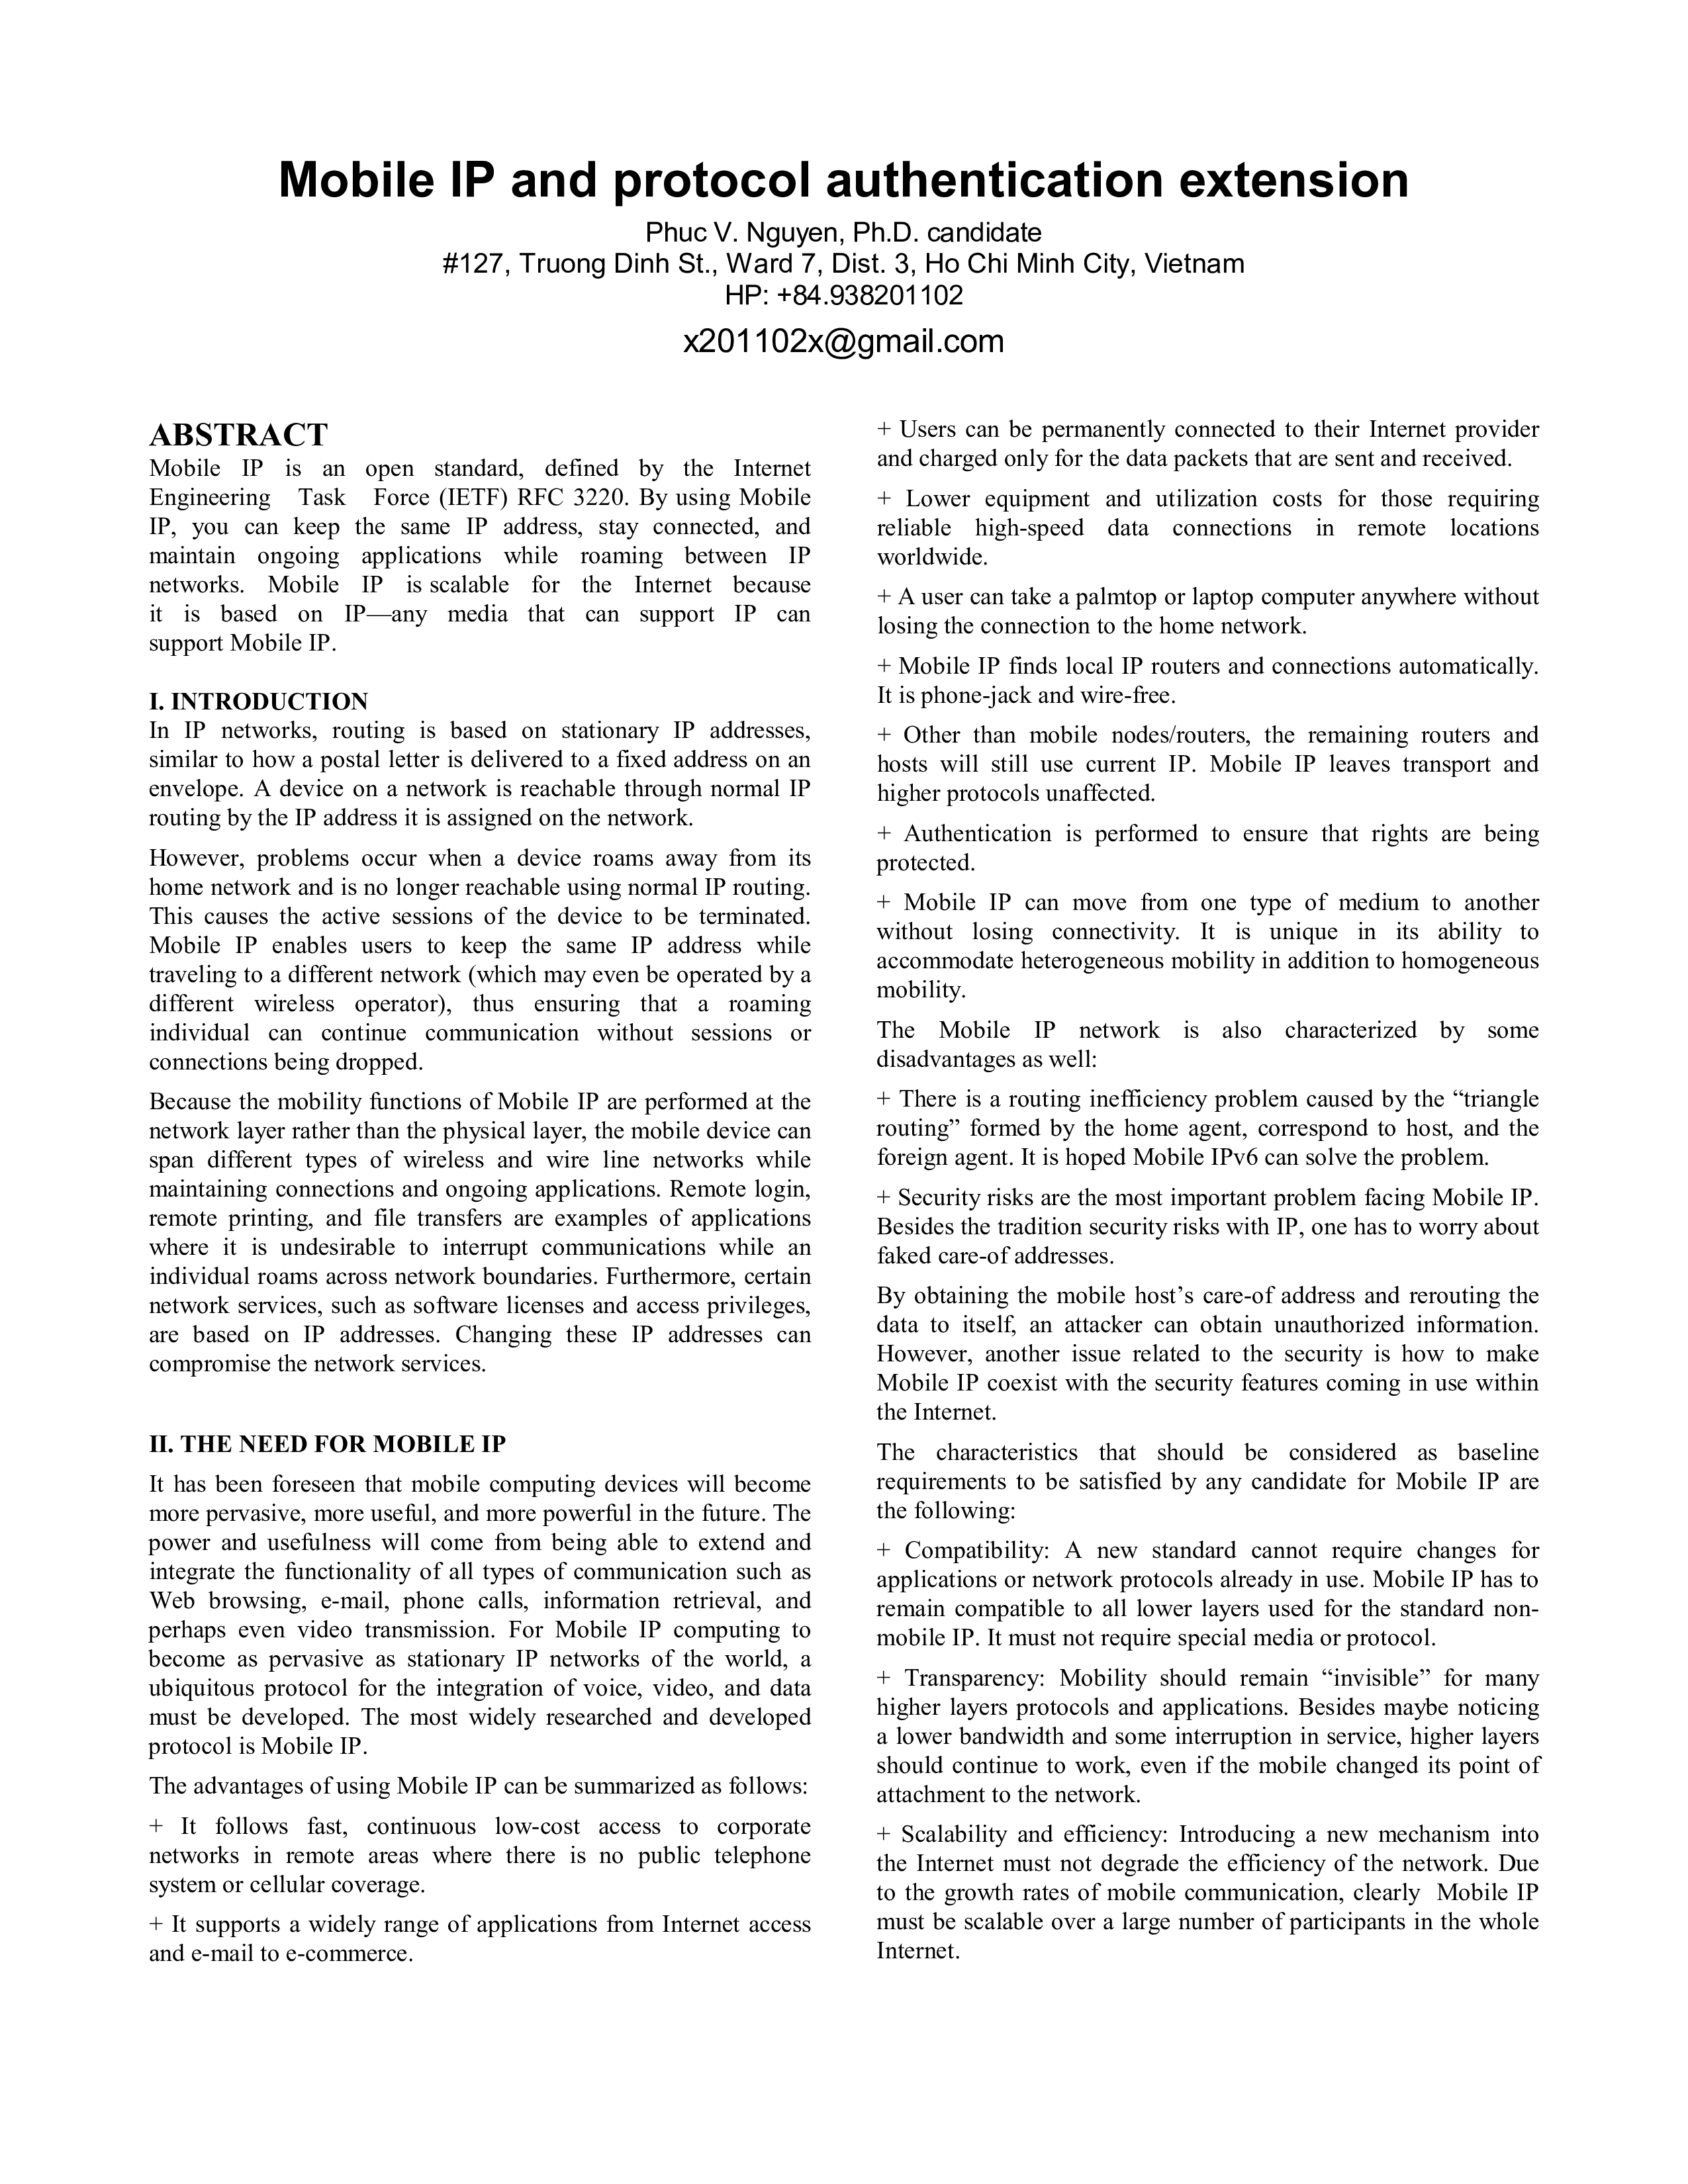 Mobile IP and protocol authentication extension
Phuc V. Nguyen, Ph.D. candidate
#127, Truong Dinh St., Ward 7, Dist. 3, Ho Chi Minh City, Vietnam
HP: +84.938201102
x201102x@gmail.com
ABSTRACT
Mobile IP is an open standard, defined by the Internet
Engineering Task Force (IETF) RFC 3220. By using Mobile
IP, you can keep the same IP address, stay connected, and
maintain ongoing applications while roaming between IP
networks. Mobile IP is scalable for the Internet because
it is based on IP—any media that can support IP can
support Mobile IP.
I. INTRODUCTION
In IP networks, routing is based on stationary IP addresses,
similar to how a postal letter is delivered to a fixed address on an
envelope. A device on a network is reachable through normal IP
routing by the IP address it is assigned on the network.
However, problems occur when a device roams away from its
home network and is no longer reachable using normal IP routing.
This causes the active sessions of the device to be terminated.
Mobile IP enables users to keep the same IP address while
traveling to a different network (which may even be operated by a
different wireless operator), thus ensuring that a roaming
individual can continue communication without sessions or
connections being dropped.
Because the mobility functions of Mobile IP are performed at the
network layer rather than the physical layer, the mobile device can
span different types of wireless and wire line networks while
maintaining connections and ongoing applications. Remote login,
remote printing, and file transfers are examples of applications
where it is undesirable to interrupt communications while an
individual roams across network boundaries. Furthermore, certain
network services, such as software licenses and access privileges,
are based on IP addresses. Changing these IP addresses can
compromise the network services.
II. THE NEED FOR MOBILE IP
It has been foreseen that mobile computing devices will become
more pervasive, more useful, and more powerful in the future. The
power and usefulness will come from being able to extend and
integrate the functionality of all types of communication such as
Web browsing, e-mail, phone calls, information retrieval, and
perhaps even video transmission. For Mobile IP computing to
become as pervasive as stationary IP networks of the world, a
ubiquitous protocol for the integration of voice, video, and data
must be developed. The most widely researched and developed
protocol is Mobile IP.
The advantages of using Mobile IP can be summarized as follows:
+ It follows fast, continuous low-cost access to corporate
networks in remote areas where there is no public telephone
system or cellular coverage.
+ It supports a widely range of applications from Internet access
and e-mail to e-commerce.
+ Users can be permanently connected to their Internet provider
and charged only for the data packets that are sent and received.
+ Lower equipment and utilization costs for those requiring
reliable high-speed data connections in remote locations
worldwide.
+ A user can take a palmtop or laptop computer anywhere without
losing the connection to the home network.
+ Mobile IP finds local IP routers and connections automatically.
It is phone-jack and wire-free.
+ Other than mobile nodes/routers, the remaining routers and
hosts will still use current IP. Mobile IP leaves transport and
higher protocols unaffected.
+ Authentication is performed to ensure that rights are being
protected.
+ Mobile IP can move from one type of medium to another
without losing connectivity. It is unique in its ability to
accommodate heterogeneous mobility in addition to homogeneous
mobility.
The Mobile IP network is also characterized by some
disadvantages as well:
+ There is a routing inefficiency problem caused by the “triangle
routing” formed by the home agent, correspond to host, and the
foreign agent. It is hoped Mobile IPv6 can solve the problem.
+ Security risks are the most important problem facing Mobile IP.
Besides the tradition security risks with IP, one has to worry about
faked care-of addresses.
By obtaining the mobile host’s care-of address and rerouting the
data to itself, an attacker can obtain unauthorized information.
However, another issue related to the security is how to make
Mobile IP coexist with the security features coming in use within
the Internet.
The characteristics that should be considered as baseline
requirements to be satisfied by any candidate for Mobile IP are
the following:
+ Compatibility: A new standard cannot require changes for
applications or network protocols already in use. Mobile IP has to
remain compatible to all lower layers used for the standard non-
mobile IP. It must not require special media or protocol.
+ Transparency: Mobility should remain “invisible” for many
higher layers protocols and applications. Besides maybe noticing
a lower bandwidth and some interruption in service, higher layers
should continue to work, even if the mobile changed its point of
attachment to the network.
+ Scalability and efficiency: Introducing a new mechanism into
the Internet must not degrade the efficiency of the network. Due
to the growth rates of mobile communication, clearly Mobile IP
must be scalable over a large number of participants in the whole
Internet.